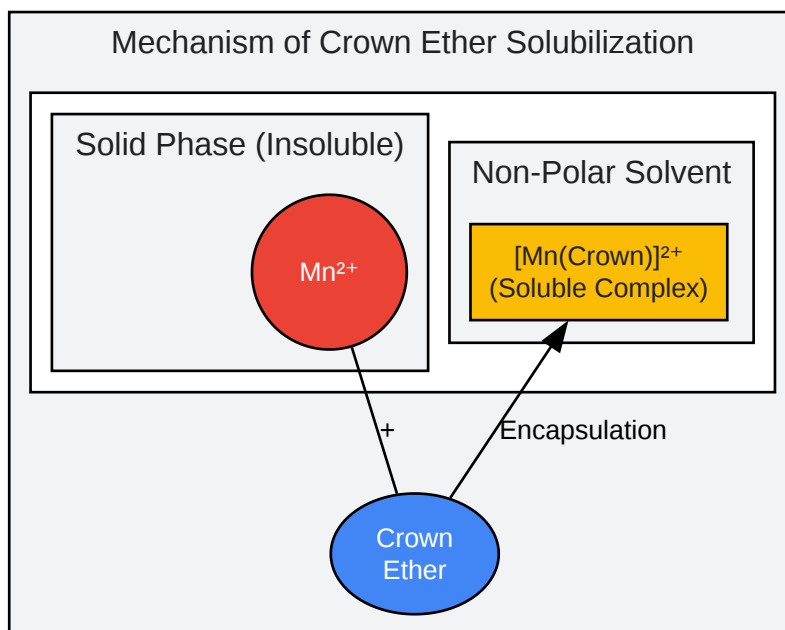 Mechanism of Crown Ether Solubilization
Solid Phase (Insoluble)
Non-Polar Solvent
Mn²⁺
[Mn(Crown)]²⁺
(Soluble Complex)
+
Encapsulation
Crown
Ether